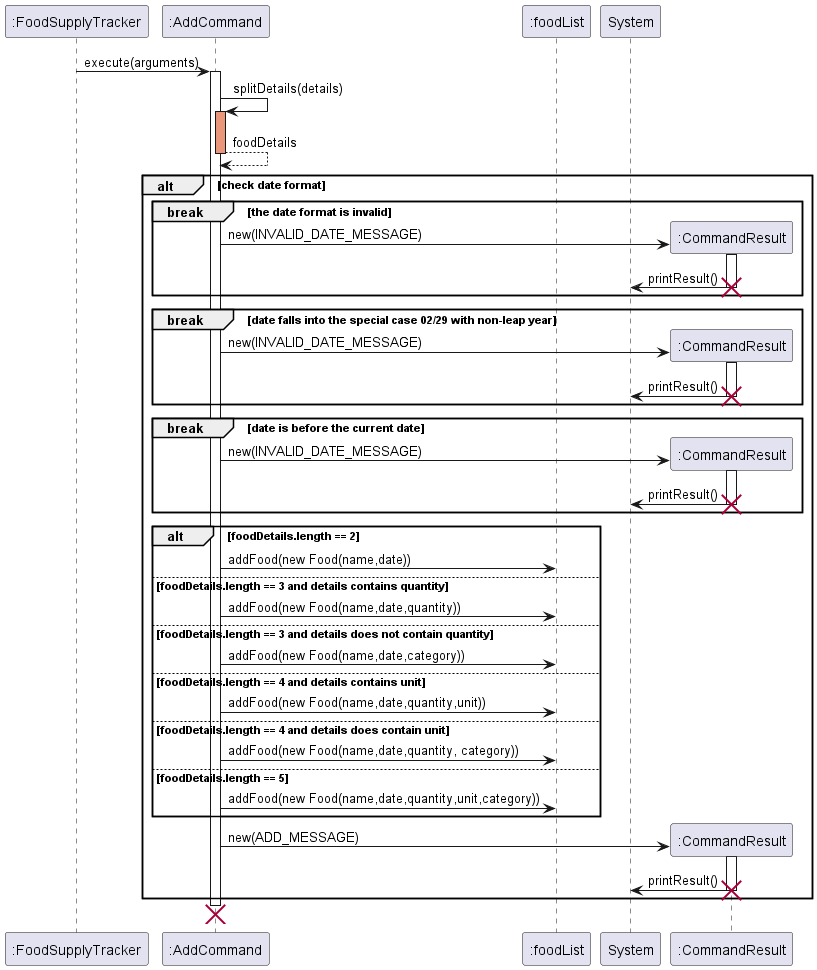 :FoodSupplyTracker :AddCommand :foodList System
execute(arguments)
splitDetails(details)
foodDetails
alt [check date format]
break [the date format is invalid]
new(INVALID_DATE_MESSAGE) :CommandResult
printResult()
break [date falls into the special case 02/29 with non-leap year]
new(INVALID_DATE_MESSAGE) :CommandResult
printResult()
break [date is before the current date]
new(INVALID_DATE_MESSAGE) :CommandResult
printResult()
alt [foodDetails.length == 2]
addFood(new Food(name,date))
[foodDetails.length == 3 and details contains quantity]
addFood(new Food(name,date,quantity))
[foodDetails.length == 3 and details does not contain quantity]
addFood(new Food(name,date,category))
[foodDetails.length == 4 and details contains unit]
addFood(new Food(name,date,quantity,unit))
[foodDetails.length == 4 and details does contain unit]
addFood(new Food(name,date,quantity, category))
[foodDetails.length == 5]
addFood(new Food(name,date,quantity,unit,category))
new(ADD_MESSAGE) :CommandResult
printResult()
:FoodSupplyTracker :AddCommand :foodList System :CommandResult